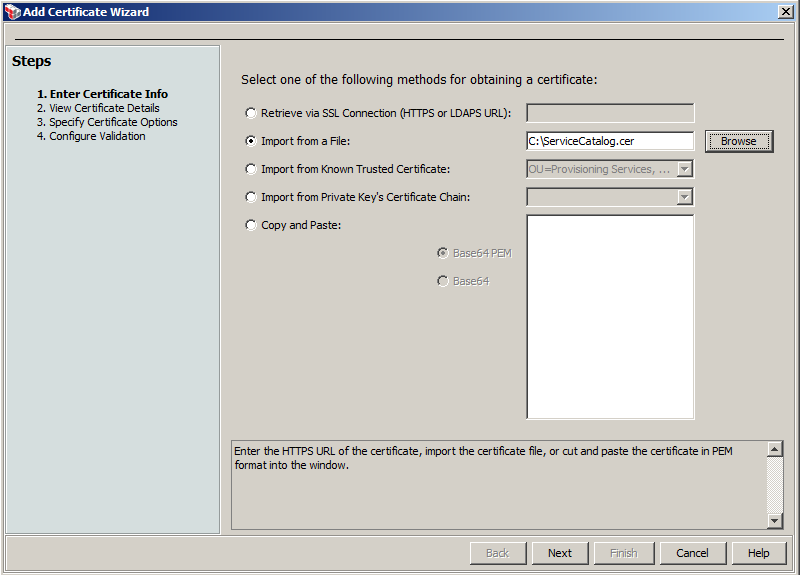 Add Certificate Wizard
Steps
1. Enter Certificate Info
2. View Certificate Details
3. Specify Certificate Options
4. Configure Validation
Select one of the following methods for obtaining a certificate:
Retrieve via SSL Connection (HTTPS or LDAPS URL):
Import from a File:
C:\ServiceCatalog.cer
Browse
Import from Known Trusted Certificate:
OU=Provisioning Services, ...
Import from Private Key's Certificate Chain:
Copy and Paste:
Base64 PEM
Base64
Enter the HTTPS URL of the certificate, import the certificate file, or cut and paste the certificate in PEM
format into the window.
Back
Next
Finish
Cancel
Help